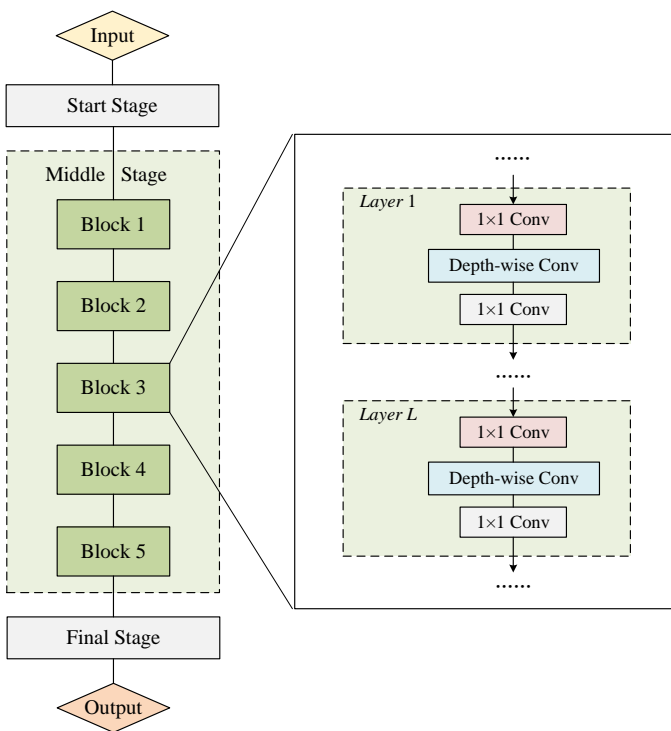 Input
Start Stage
Middle Stage
Block 1
Block 2
Block 3
Block 4
Block 5
Final Stage
Output
......
Layer 1
1×1 Conv
Depth-wise Conv
1×1 Conv
......
Layer L
1×1 Conv
Depth-wise Conv
1×1 Conv
......